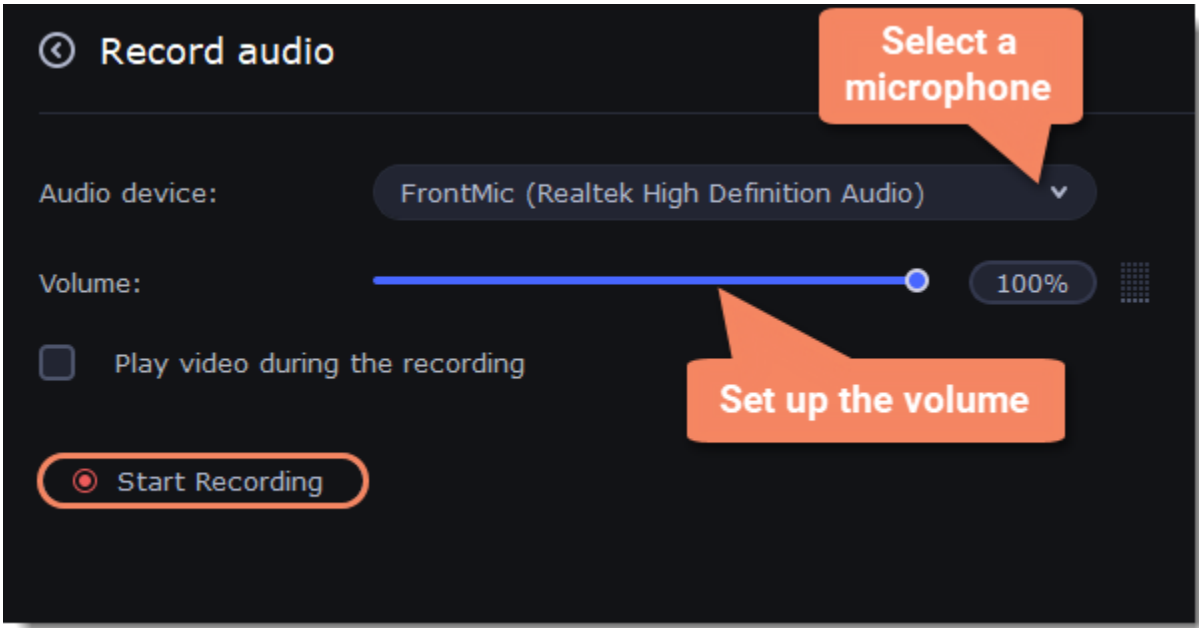 Record audio
Select a
microphone
Audio device:
FrontMic (Realtek High Definition Audio)
Volume:
100%
Play video during the recording
Set up the volume
Start Recording